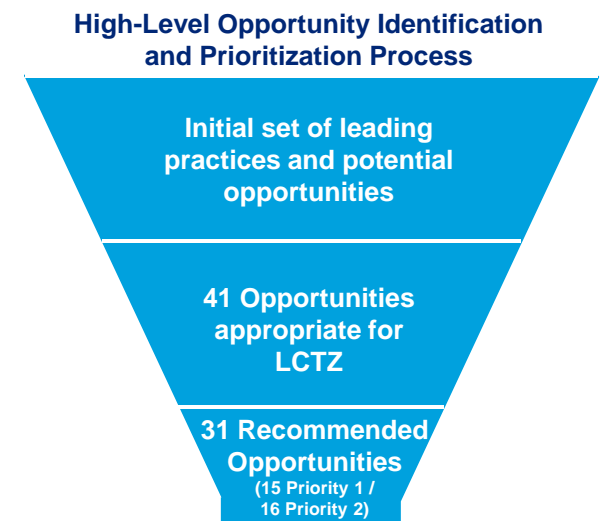 High-Level Opportunity Identification
and Prioritization Process
Initial set of leading
practices and potential
opportunities
41 Opportunities
appropriate for
LCTZ
31 Recommended
Opportunities
(15 Priority 1 /
16 Priority 2)